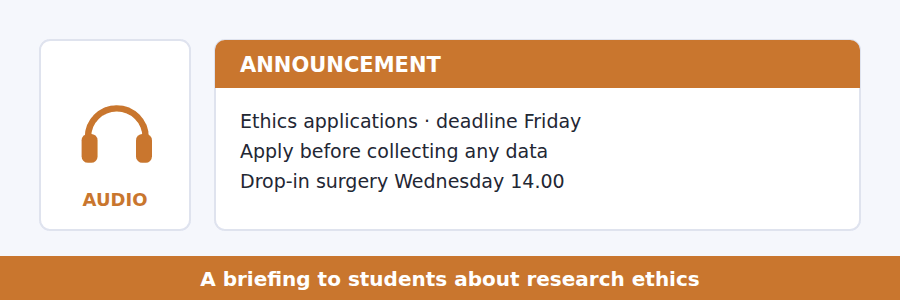 AUDIO
ANNOUNCEMENT
Ethics applications · deadline Friday
Apply before collecting any data
Drop-in surgery Wednesday 14.00
A briefing to students about research ethics